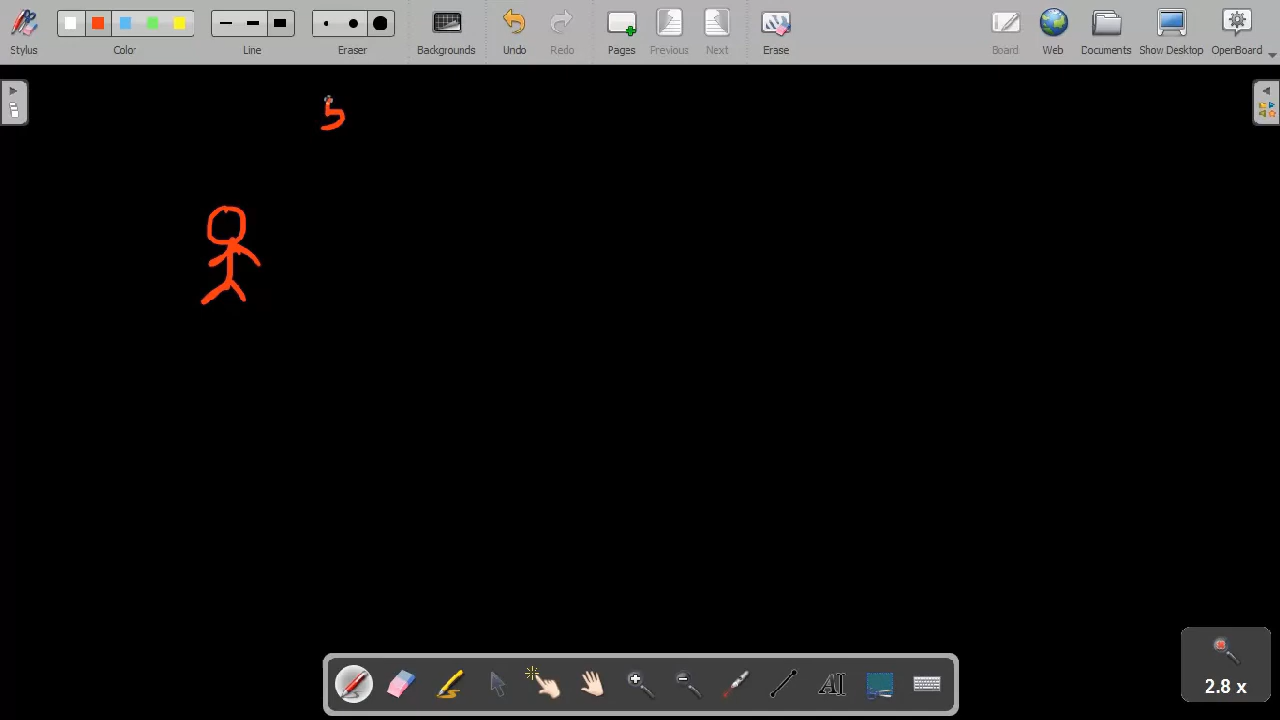 Stylus Color Line Eraser Backgrounds Undo Redo Pages Previous Next Erase Board Web Documents Show Desktop OpenBoard
5
AI
2.8 x